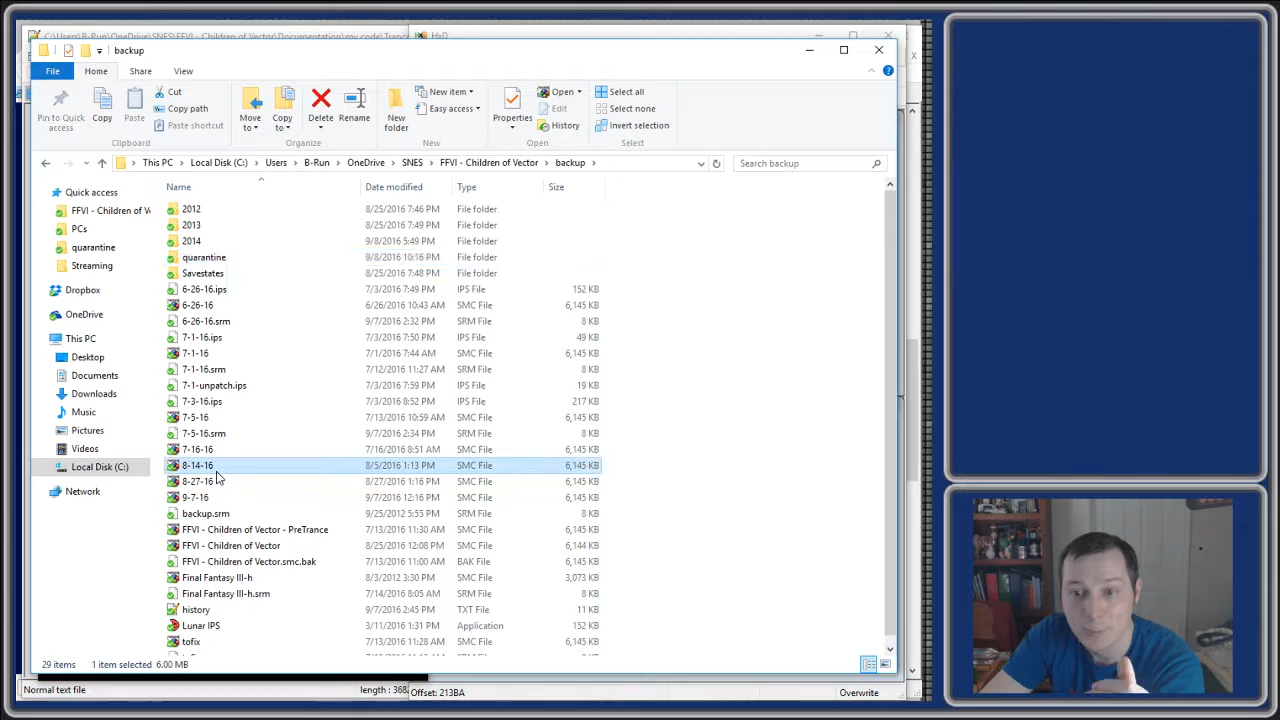 C:\Users\B-Run\OneDrive\SNES\FFVI - Children of Vector\Documentation\my code\Tranc
HxD
backup
File Home Share View
Pin to Quick access
Copy
Paste
Cut
Copy path
Paste shortcut
Clipboard
Move to
Copy to
Delete
Rename
Organize
New folder
New item
Easy access
New
Properties
Open
Edit
History
Open
Select all
Select none
Invert selection
Select
This PC > Local Disk (C:) > Users > B-Run > OneDrive > SNES > FFVI - Children of Vector > backup >
Search backup
Quick access
FFVI - Children of V
PCs
quarantine
Streaming
Dropbox
OneDrive
This PC
Desktop
Documents
Downloads
Music
Pictures
Videos
Local Disk (C:)
Network
Name Date modified Type Size
2012 8/25/2016 7:46 PM File folder
2013 8/25/2016 7:49 PM File folder
2014 9/8/2016 5:49 PM File folder
quarantine 9/8/2016 10:16 PM File folder
Savestates 8/25/2016 7:48 PM File folder
6-26-16.ips 7/3/2016 7:49 PM IPS File 152 KB
6-26-16 6/26/2016 10:43 AM SMC File 6,145 KB
6-26-16.srm 9/7/2016 2:32 PM SRM File 8 KB
7-1-16.ips 7/3/2016 7:50 PM IPS File 49 KB
7-1-16 7/1/2016 7:44 AM SMC File 6,145 KB
7-1-16.srm 7/12/2016 11:27 AM SRM File 8 KB
7-1-unpatch.ips 7/3/2016 7:59 PM IPS File 19 KB
7-3-16.ips 7/3/2016 8:52 PM IPS File 217 KB
7-5-16 7/13/2016 10:59 AM SMC File 6,145 KB
7-5-16.srm 9/7/2016 2:34 PM SRM File 8 KB
7-16-16 7/16/2016 8:51 AM SMC File 6,145 KB
8-14-16 8/5/2016 1:13 PM SMC File 6,145 KB
8-27-16 8/27/2016 1:16 PM SMC File 6,145 KB
9-7-16 9/7/2016 12:16 PM SMC File 6,145 KB
backup.srm 9/25/2012 5:55 PM SRM File 8 KB
FFVI - Children of Vector - PreTrance 7/13/2016 11:30 AM SMC File 6,145 KB
FFVI - Children of Vector 8/25/2016 12:08 PM SMC File 6,144 KB
FFVI - Children of Vector.smc.bak 7/13/2016 11:00 AM BAK File 6,145 KB
Final Fantasy III-h 8/3/2012 3:30 PM SMC File 3,073 KB
Final Fantasy III-h.srm 7/14/2016 8:05 AM SRM File 8 KB
history 9/7/2016 2:45 PM TXT File 11 KB
Lunar IPS 3/11/2016 1:31 PM Application 6,145 KB
tofix 7/13/2016 11:28 AM SMC File 6,145 KB
29 items 1 item selected 6.00 MB
Normal text file length : 368
Offset: 213BA Overwrite